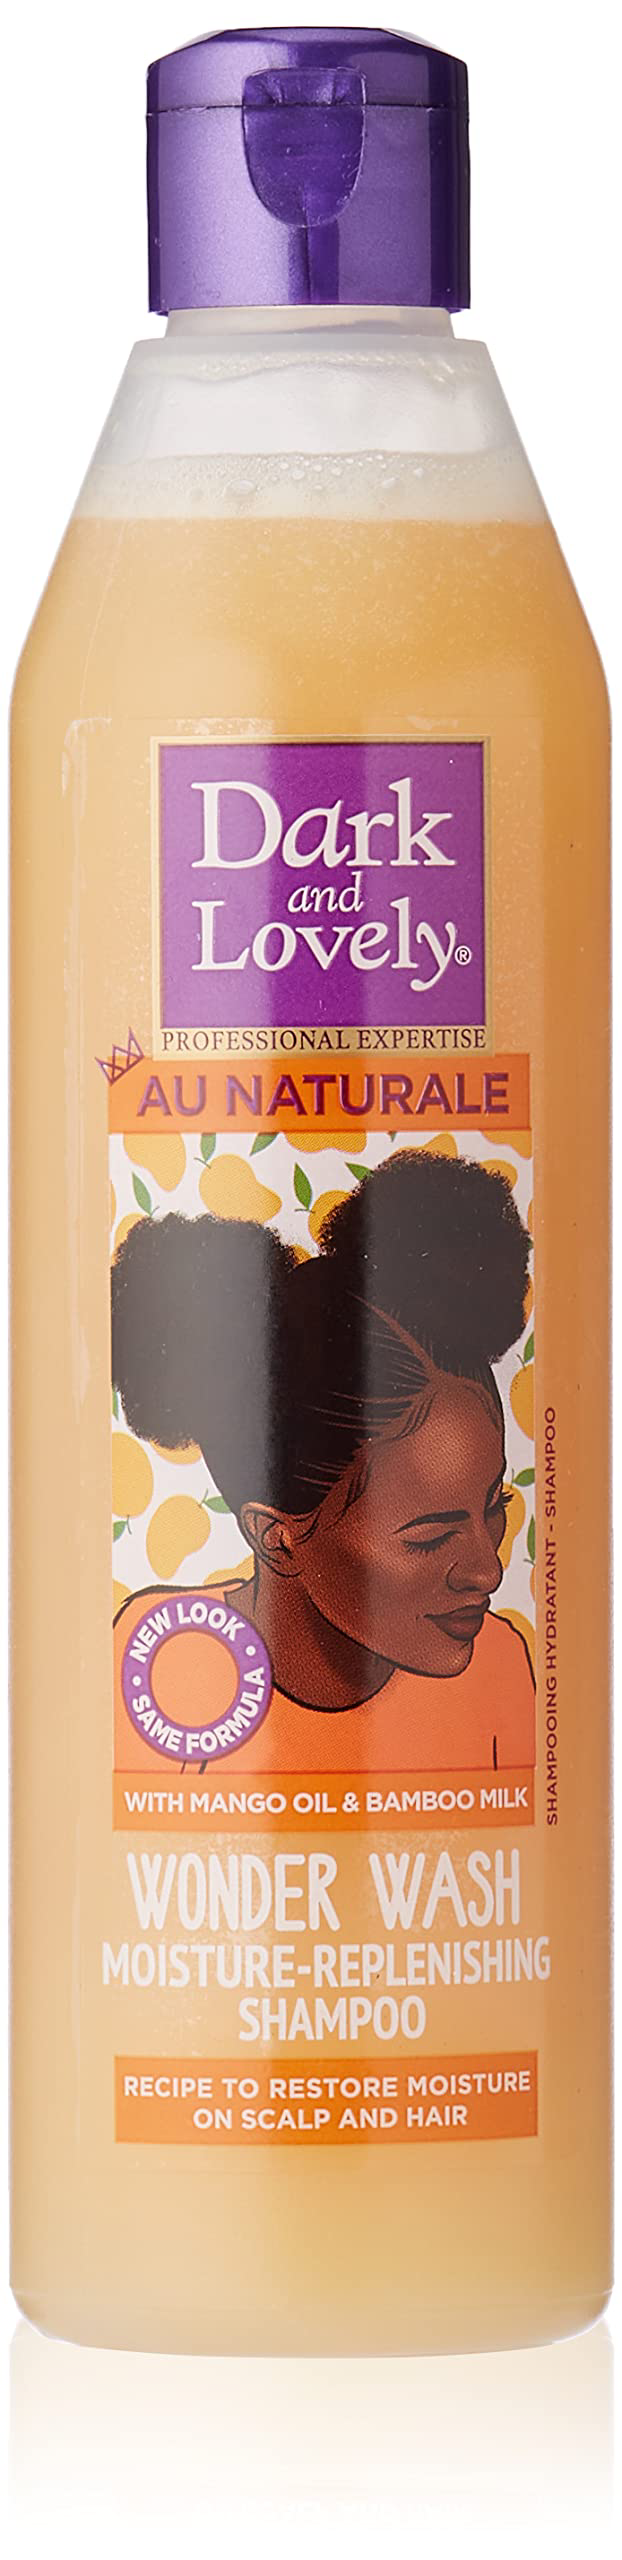 Dark
and
Lovely®
PROFESSIONAL EXPERTISE
AU NATURALE
NEW LOOK
• SAME FORMULA •
SHAMPOOING HYDRATANT - SHAMPOO
WITH MANGO OIL & BAMBOO MILK
WONDER WASH
MOISTURE-REPLENISHING
SHAMPOO
RECIPE TO RESTORE MOISTURE
ON SCALP AND HAIR